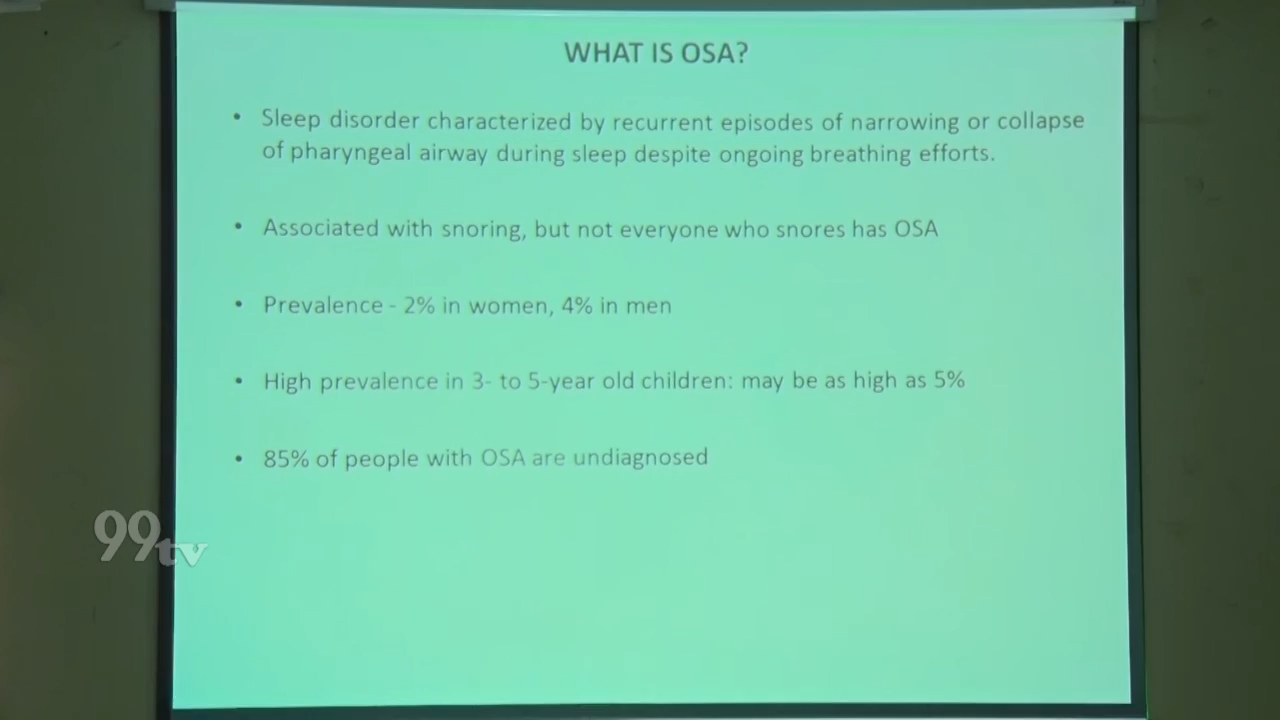 WHAT IS OSA?
• Sleep disorder characterized by recurrent episodes of narrowing or collapse
of pharyngeal airway during sleep despite ongoing breathing efforts.
• Associated with snoring, but not everyone who snores has OSA
• Prevalence - 2% in women, 4% in men
• High prevalence in 3- to 5-year old children: may be as high as 5%
• 85% of people with OSA are undiagnosed
99tv